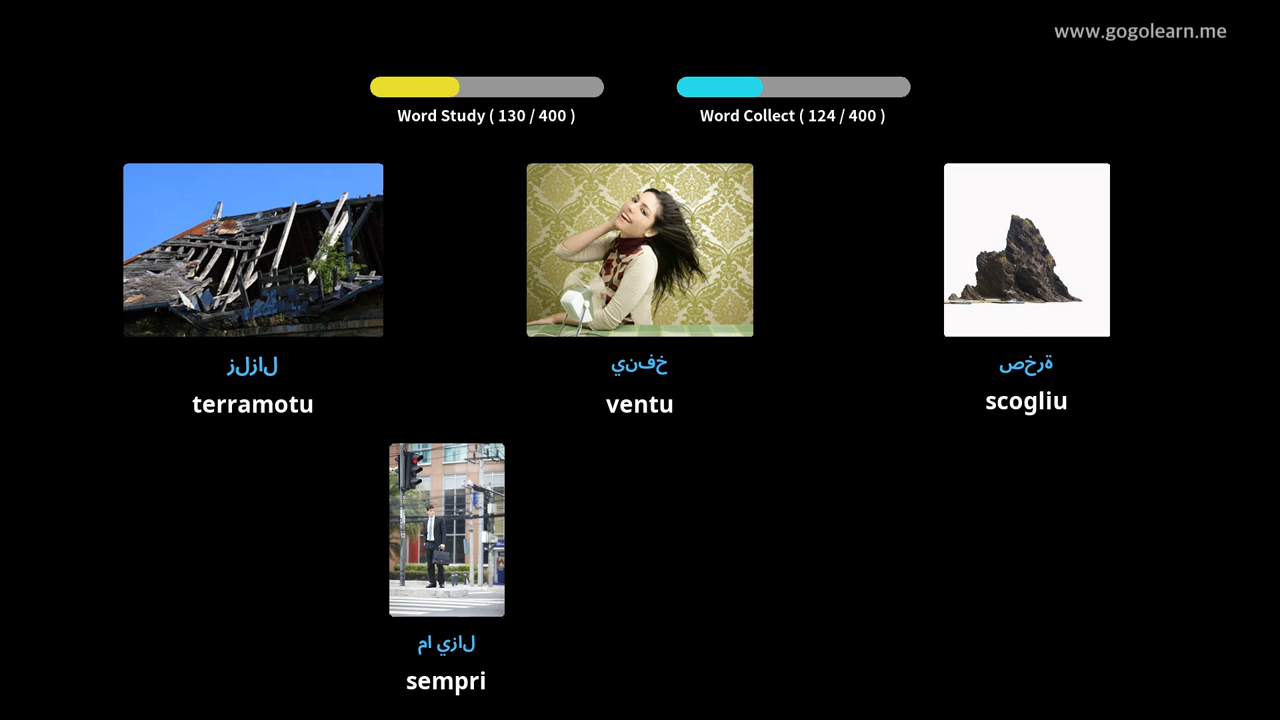 www.gogolearn.me
Word Study ( 130 / 400 )
Word Collect ( 124 / 400 )
لازلز
خفني
ةرخص
terramotu
ventu
scogliu
لازي ام
sempri